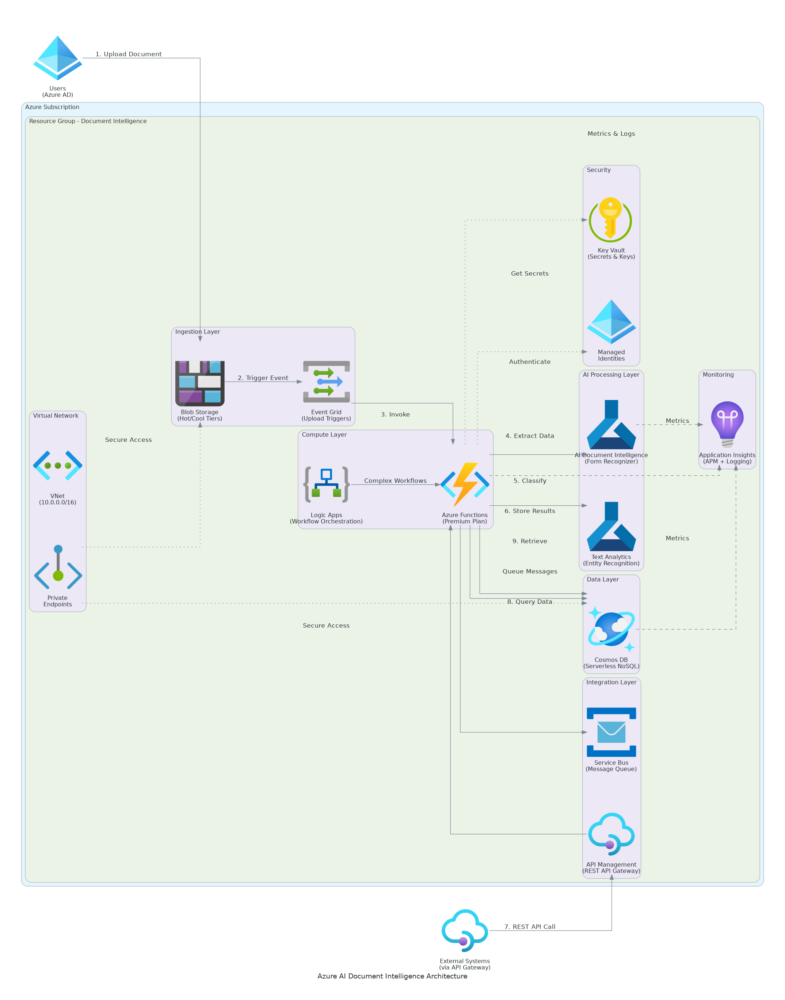 1. Upload Document
Users
(Azure AD)
Azure Subscription
Resource Group - Document Intelligence
Metrics & Logs
Security
Key Vault
(Secrets & Keys)
Get Secrets
Managed
Identities
Authenticate
Ingestion Layer
2. Trigger Event
Blob Storage
(Hot/Cool Tiers)
Event Grid
(Upload Triggers)
3. Invoke
Virtual Network
Secure Access
VNet
(10.0.0.0/16)
Private
Endpoints
Secure Access
Compute Layer
Complex Workflows
Logic Apps
(Workflow Orchestration)
Azure Functions
(Premium Plan)
4. Extract Data
5. Classify
6. Store Results
9. Retrieve
Queue Messages
8. Query Data
AI Processing Layer
AI Document Intelligence
(Form Recognizer)
Text Analytics
(Entity Recognition)
Monitoring
Metrics
Application Insights
(APM + Logging)
Metrics
Data Layer
Cosmos DB
(Serverless NoSQL)
Integration Layer
Service Bus
(Message Queue)
API Management
(REST API Gateway)
7. REST API Call
External Systems
(via API Gateway)
Azure AI Document Intelligence Architecture